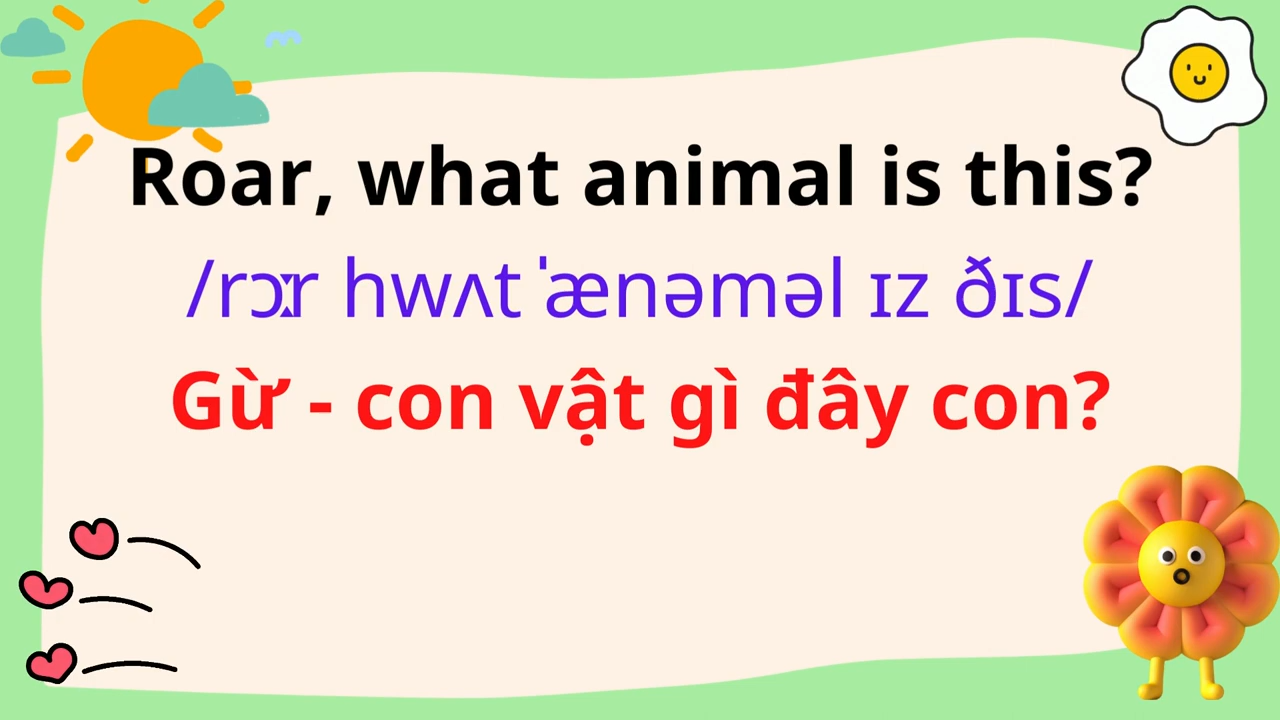 Roar, what animal is this?
/rɔːr hwʌt ˈænəməl ɪz ðɪs/
Gừ - con vật gì đây con?